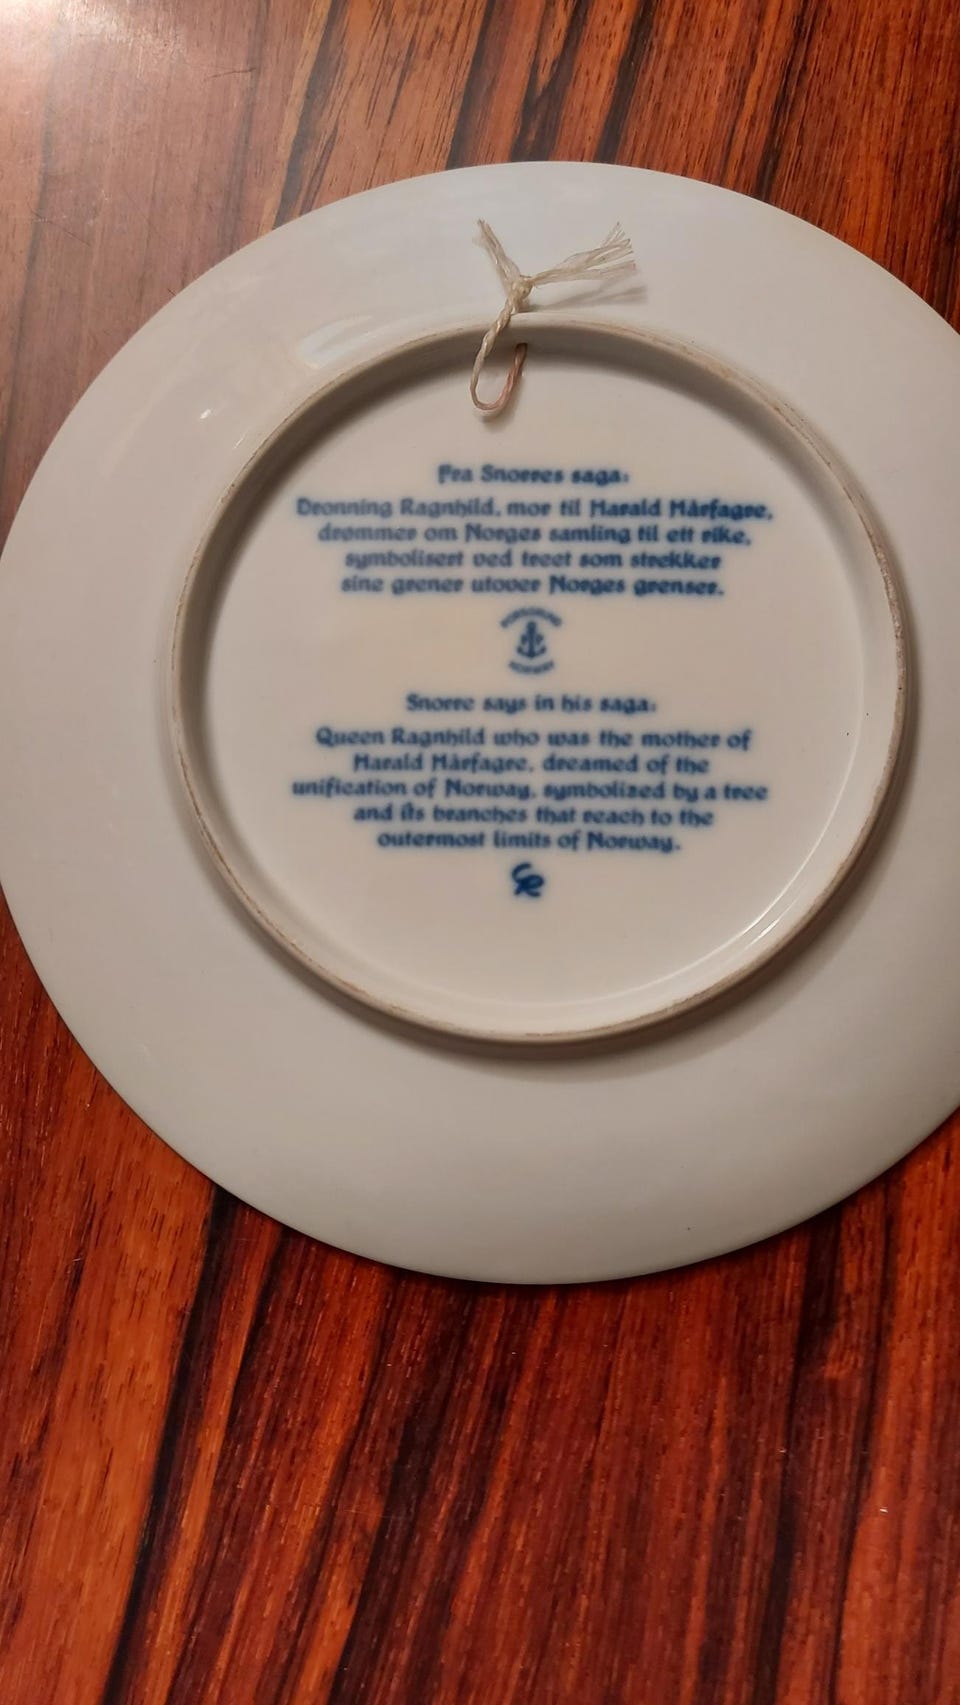 Fra Snorres saga:
Dronning Ragnhild, mor til Harald Hårfagre,
drømmer om Norges samling til ett rike,
symbolisert ved treet som strekker
sine grener utover Norges grenser.
PORSGRUND
NORWAY
Snorre says in his saga:
Queen Ragnhild who was the mother of
Harald Hårfagre, dreamed of the
unification of Norway, symbolized by a tree
and its branches that reach to the
outermost limits of Norway.